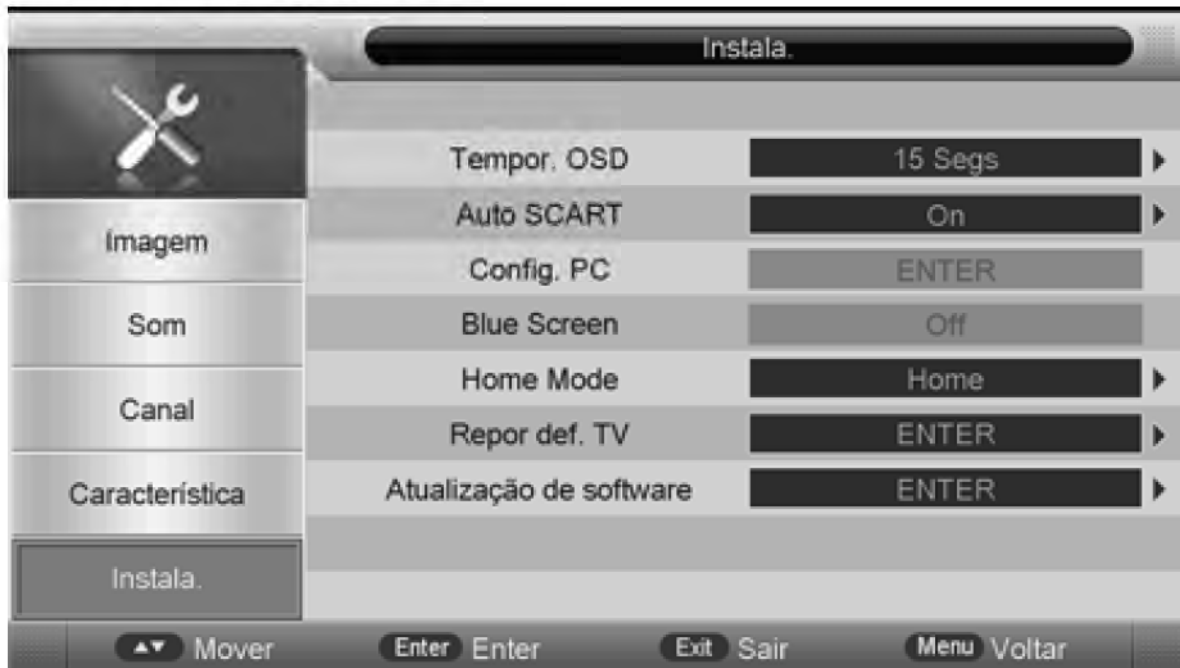 Instala.
Tempor. OSD 15 Segs
Auto SCART On
Config. PC ENTER
Blue Screen Off
Home Mode Home
Repor def. TV ENTER
Atualização de software ENTER
Imagem
Som
Canal
Característica
Instala.
Mover Enter Enter Exit Sair Menu Voltar